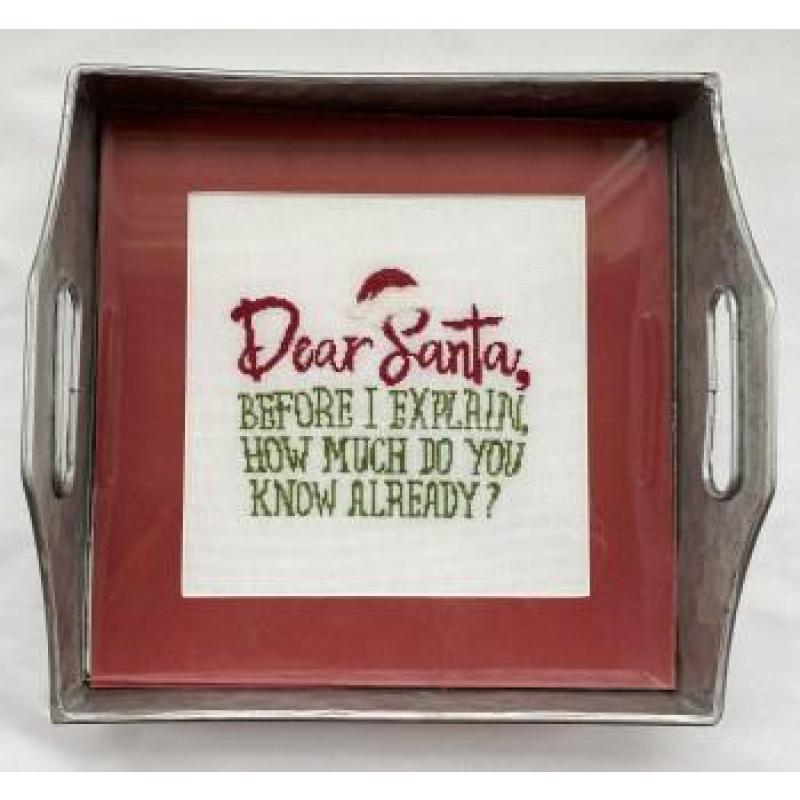 Dear Santa,
BEFORE I EXPLAIN,
HOW MUCH DO YOU
KNOW ALREADY?